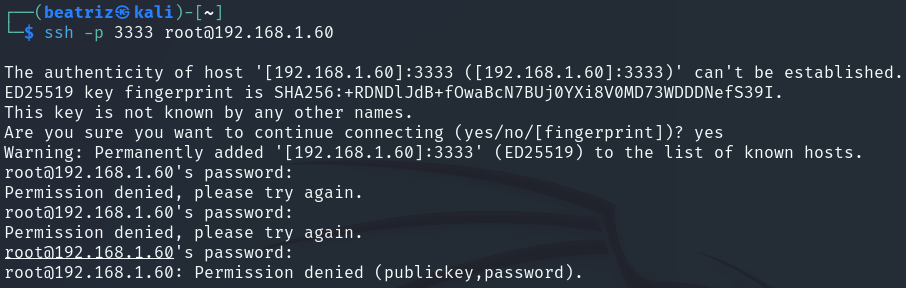 ┌──(beatriz㉿kali)-[~]
└─$ ssh -p 3333 root@192.168.1.60
The authenticity of host '[192.168.1.60]:3333 ([192.168.1.60]:3333)' can't be established.
ED25519 key fingerprint is SHA256:+RDNDlJdB+fOwaBcN7BUj0YXi8V0MD73WDDDNefS39I.
This key is not known by any other names.
Are you sure you want to continue connecting (yes/no/[fingerprint])? yes
Warning: Permanently added '[192.168.1.60]:3333' (ED25519) to the list of known hosts.
root@192.168.1.60's password:
Permission denied, please try again.
root@192.168.1.60's password:
Permission denied, please try again.
root@192.168.1.60's password:
root@192.168.1.60: Permission denied (publickey,password).